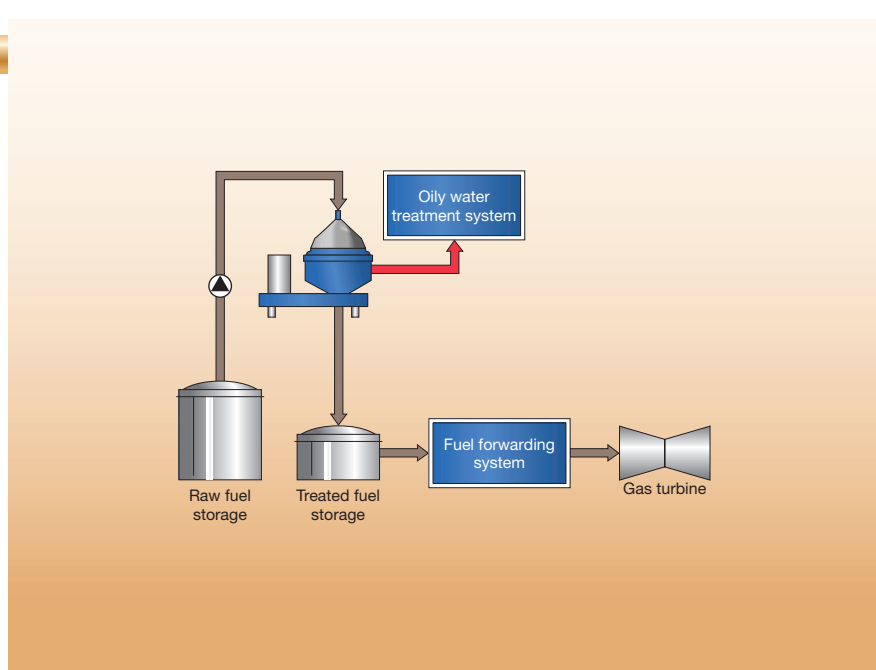 Oily water
treatment system
Fuel forwarding
system
Gas turbine
Raw fuel
storage
Treated fuel
storage